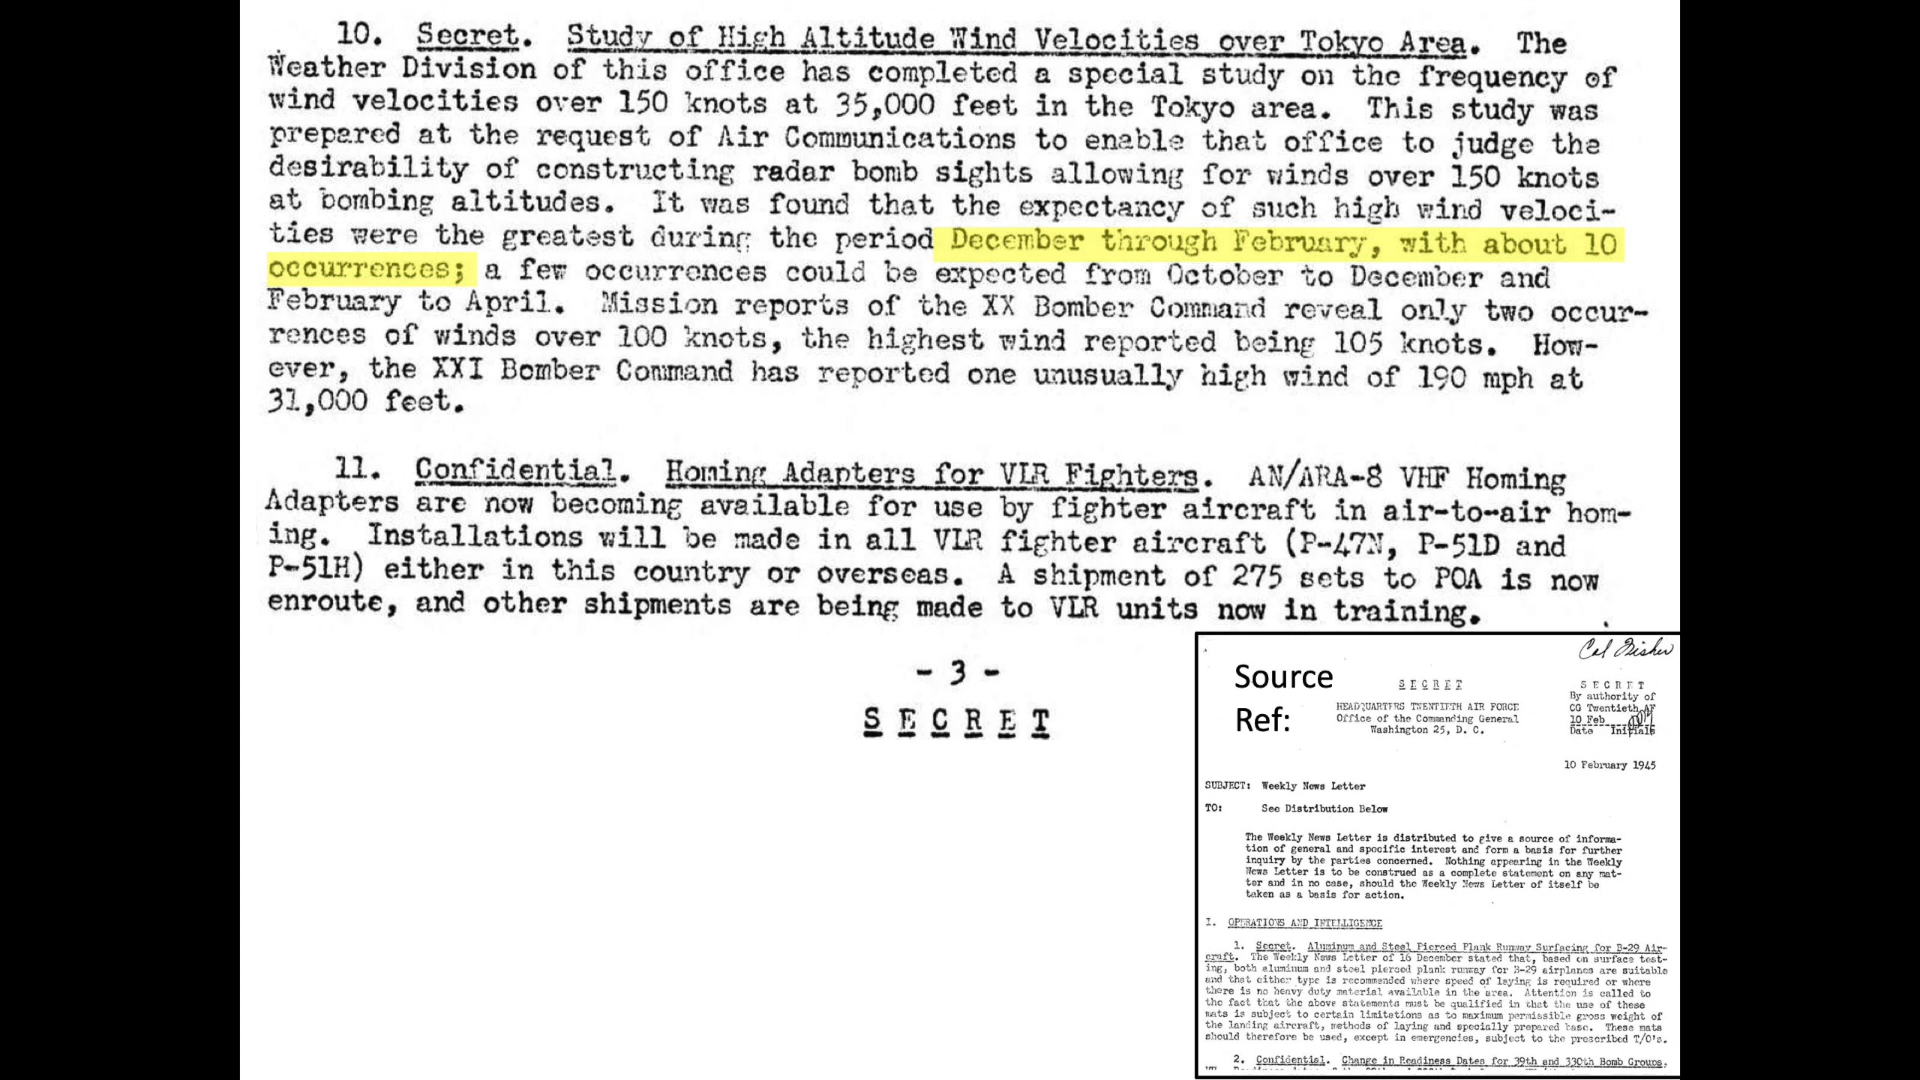 10. Secret. Study of High Altitude Wind Velocities over Tokyo Area. The
Weather Division of this office has completed a special study on the frequency of
wind velocities over 150 knots at 35,000 feet in the Tokyo area. This study was
prepared at the request of Air Communications to enable that office to judge the
desirability of constructing radar bomb sights allowing for winds over 150 knots
at bombing altitudes. It was found that the expectancy of such high wind veloci-
ties were the greatest during the period December through February, with about 10
occurrences; a few occurrences could be expected from October to December and
February to April. Mission reports of the XX Bomber Command reveal only two occur-
rences of winds over 100 knots, the highest wind reported being 105 knots. How-
ever, the XXI Bomber Command has reported one unusually high wind of 190 mph at
31,000 feet.
11. Confidential. Homing Adapters for VLR Fighters. AN/ARA-8 VHF Homing
Adapters are now becoming available for use by fighter aircraft in air-to-air hom-
ing. Installations will be made in all VLR fighter aircraft (P-47N, P-51D and
P-51H) either in this country or overseas. A shipment of 275 sets to POA is now
enroute, and other shipments are being made to VLR units now in training.
- 3 -
S E C R E T
Source
Ref:
S E C R E T
HEADQUARTERS TWENTIETH AIR FORCE
Office of the Commanding General
Washington 25, D. C.
S E C R E T
By authority of
CG Twentieth AF
10 Feb
Date Initials
10 February 1945
SUBJECT: Weekly News Letter
TO: See Distribution Below
The Weekly News Letter is distributed to give a source of informa-
tion of general and specific interest and form a basis for further
inquiry by the parties concerned. Nothing appearing in the Weekly
News Letter is to be construed as a complete statement on any mat-
ter and in no case, should the Weekly News Letter of itself be
taken as a basis for action.
I. OPERATIONS AND INTELLIGENCE
1. Secret. Aluminum and Steel Pierced Plank Runway Surfacing for B-29 Air-
craft. The Weekly News Letter of 16 December stated that, based on surface test-
ing, both aluminum and steel pierced plank runway for B-29 airplanes are suitable
and that either type is recommended where speed of laying is required or where
there is no heavy duty material available in the area. Attention is called to
the fact that the above statements must be qualified in that the use of these
mats is subject to certain limitations as to maximum permissible gross weight of
the landing aircraft, methods of laying and specially prepared base. These mats
should therefore be used, except in emergencies, subject to the prescribed T/O's.
2. Confidential. Change in Readiness Dates for 39th and 330th Bomb Groups,